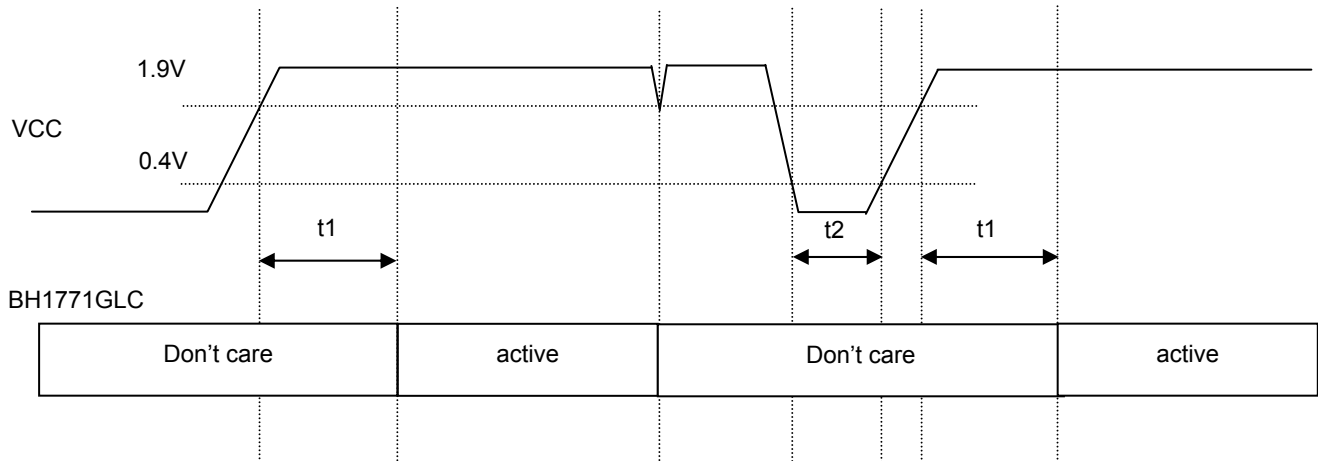 1.9V
VCC
0.4V
t1
t2
t1
BH1771GLC
Don’t care
active
Don’t care
active